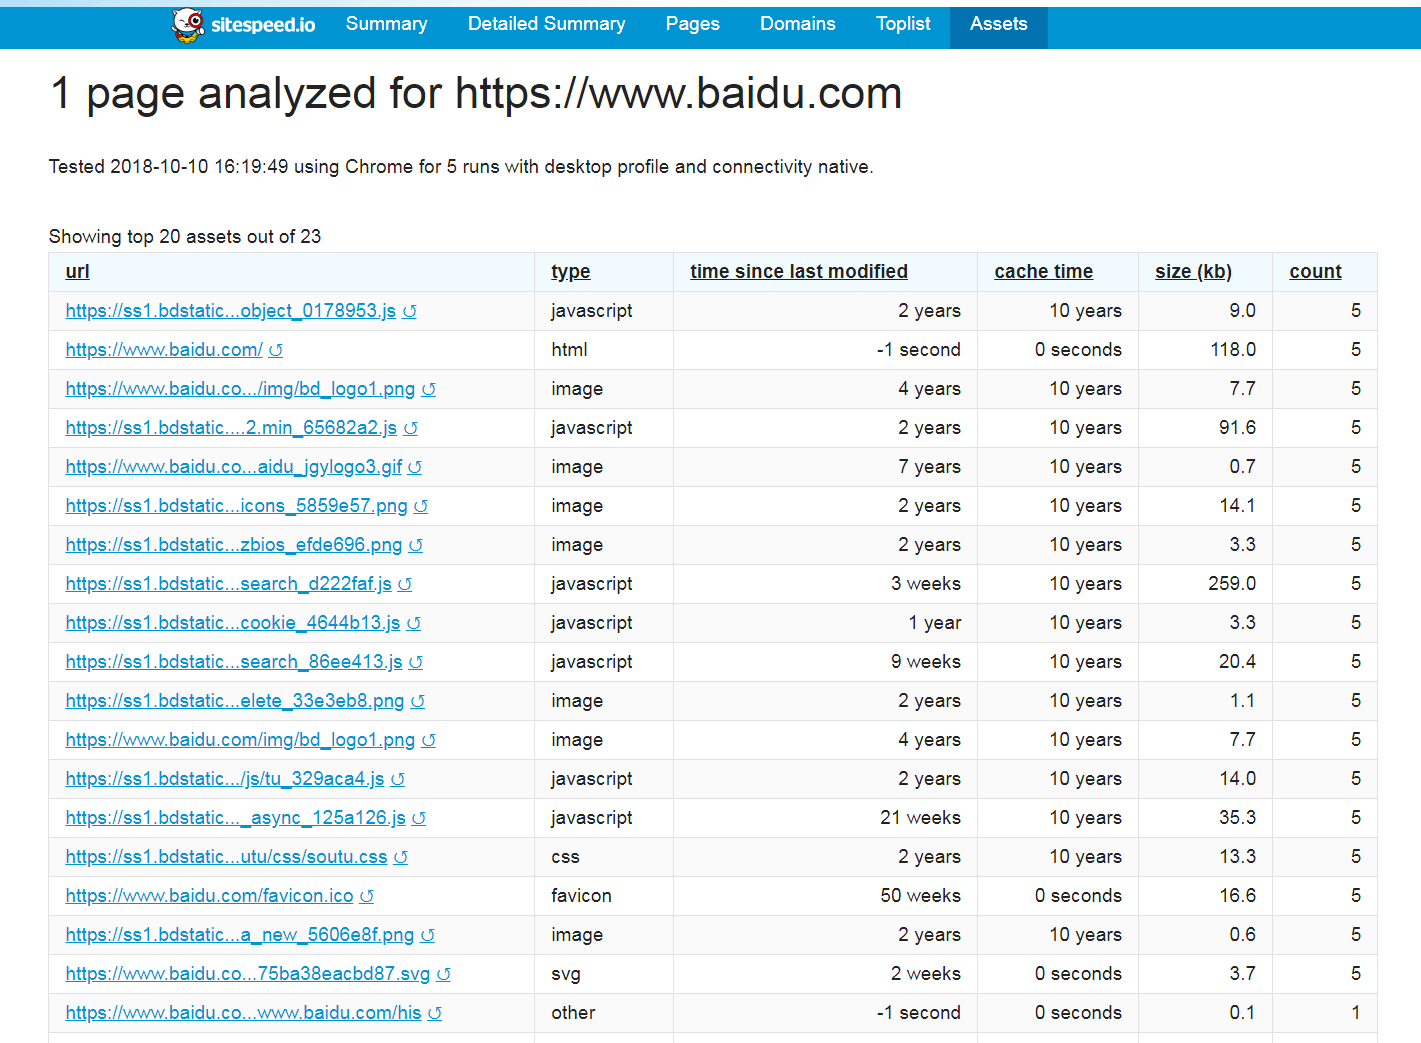 sitespeed.io Summary Detailed Summary Pages Domains Toplist Assets
1 page analyzed for https://www.baidu.com
Tested 2018-10-10 16:19:49 using Chrome for 5 runs with desktop profile and connectivity native.
Showing top 20 assets out of 23
url type time since last modified cache time size (kb) count
https://ss1.bdstatic...object_0178953.js ↺ javascript 2 years 10 years 9.0 5
https://www.baidu.com/ ↺ html -1 second 0 seconds 118.0 5
https://www.baidu.co.../img/bd_logo1.png ↺ image 4 years 10 years 7.7 5
https://ss1.bdstatic....2.min_65682a2.js ↺ javascript 2 years 10 years 91.6 5
https://www.baidu.co...aidu_jgylogo3.gif ↺ image 7 years 10 years 0.7 5
https://ss1.bdstatic...icons_5859e57.png ↺ image 2 years 10 years 14.1 5
https://ss1.bdstatic...zbios_efde696.png ↺ image 2 years 10 years 3.3 5
https://ss1.bdstatic...search_d222faf.js ↺ javascript 3 weeks 10 years 259.0 5
https://ss1.bdstatic...cookie_4644b13.js ↺ javascript 1 year 10 years 3.3 5
https://ss1.bdstatic...search_86ee413.js ↺ javascript 9 weeks 10 years 20.4 5
https://ss1.bdstatic...elete_33e3eb8.png ↺ image 2 years 10 years 1.1 5
https://www.baidu.com/img/bd_logo1.png ↺ image 4 years 10 years 7.7 5
https://ss1.bdstatic.../js/tu_329aca4.js ↺ javascript 2 years 10 years 14.0 5
https://ss1.bdstatic..._async_125a126.js ↺ javascript 21 weeks 10 years 35.3 5
https://ss1.bdstatic...utu/css/soutu.css ↺ css 2 years 10 years 13.3 5
https://www.baidu.com/favicon.ico ↺ favicon 50 weeks 0 seconds 16.6 5
https://ss1.bdstatic...a_new_5606e8f.png ↺ image 2 years 10 years 0.6 5
https://www.baidu.co...75ba38eacbd87.svg ↺ svg 2 weeks 0 seconds 3.7 5
https://www.baidu.co...www.baidu.com/his ↺ other -1 second 0 seconds 0.1 1